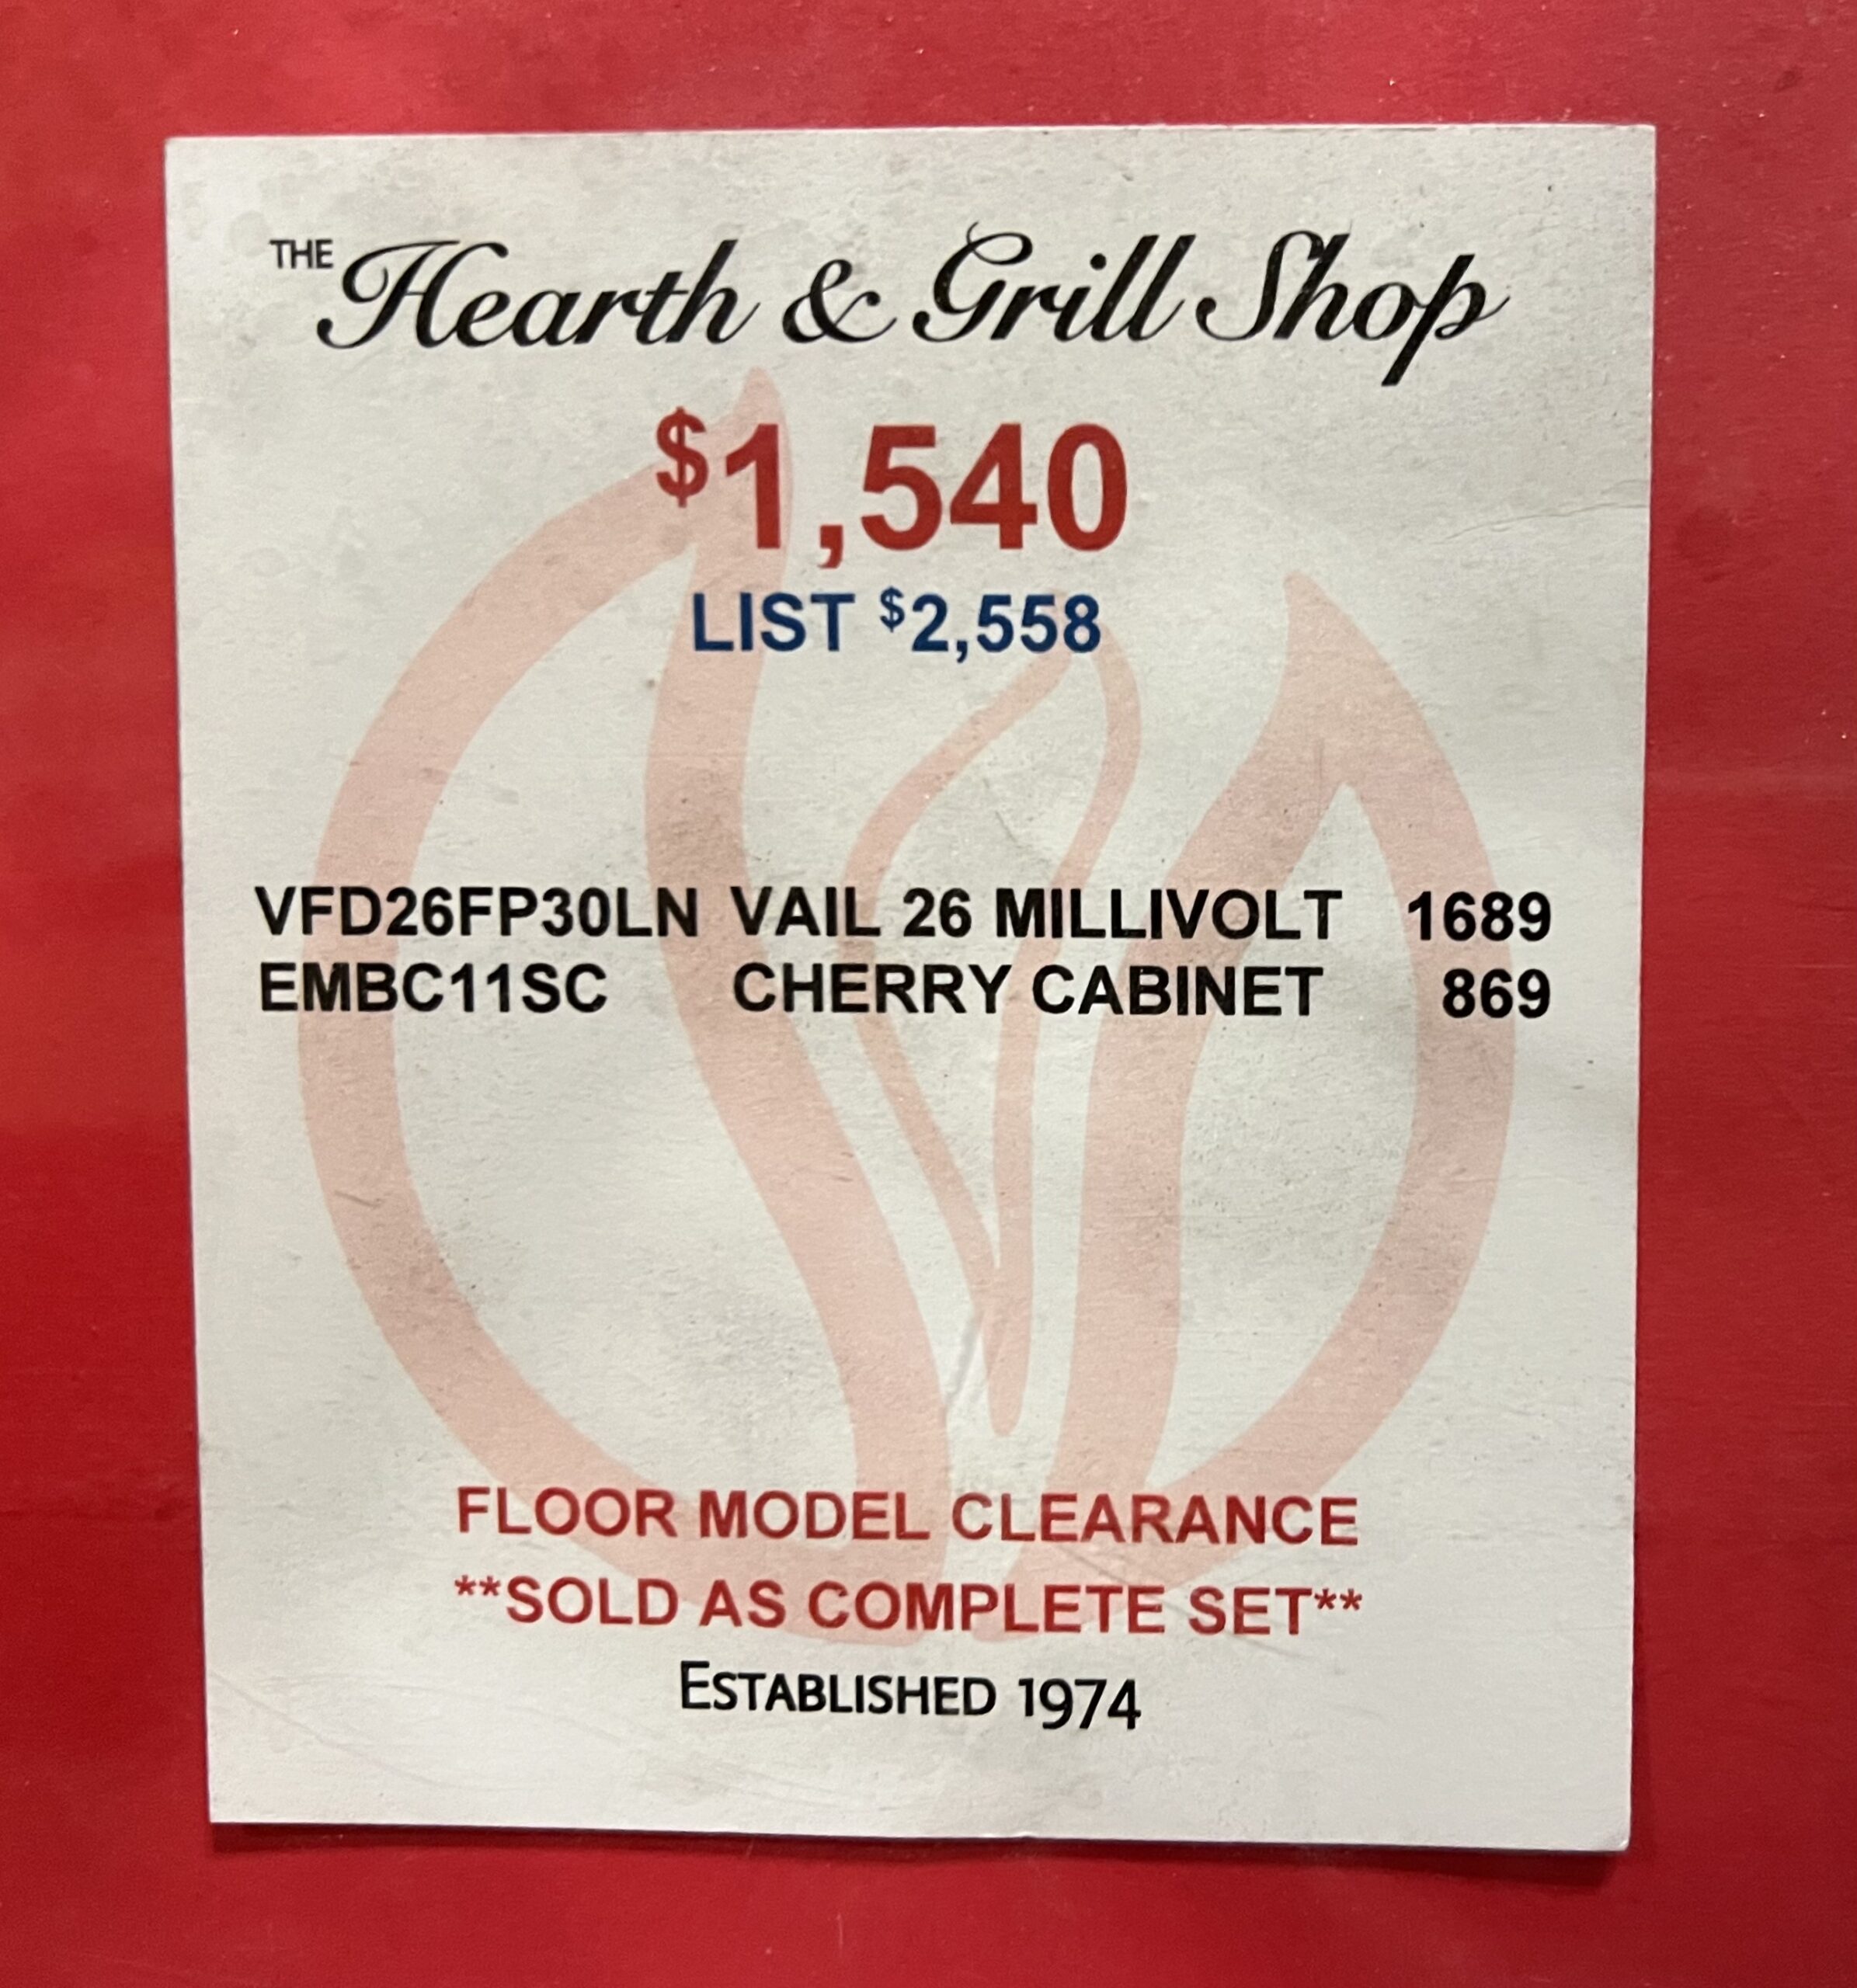 THE Hearth & Grill Shop
$1,540
LIST $2,558
VFD26FP30LN VAIL 26 MILLIVOLT 1689
EMBC11SC CHERRY CABINET 869
FLOOR MODEL CLEARANCE
**SOLD AS COMPLETE SET**
ESTABLISHED 1974